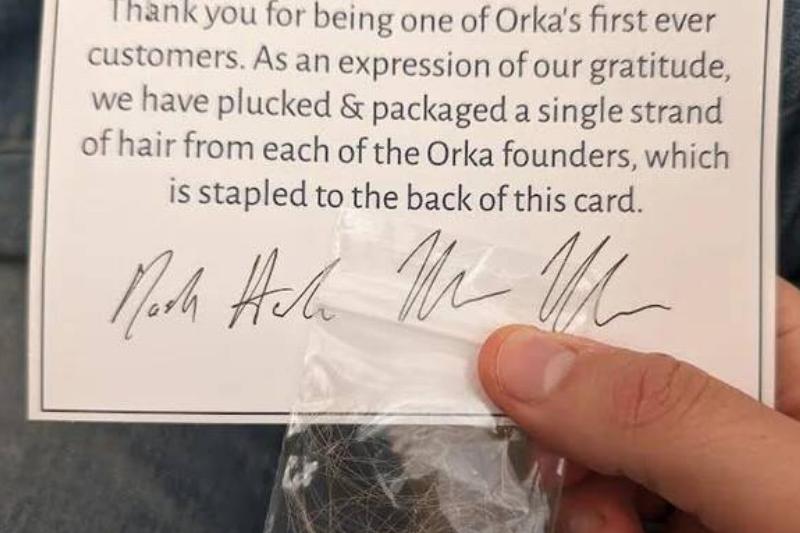 Thank you for being one of Orka's first ever
customers. As an expression of our gratitude,
we have plucked & packaged a single strand
of hair from each of the Orka founders, which
is stapled to the back of this card.